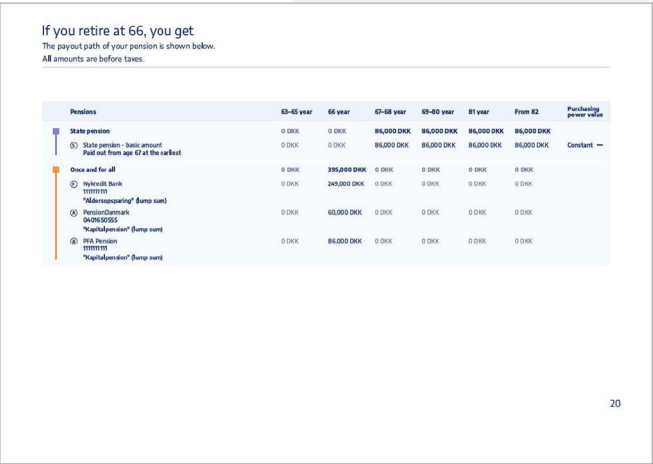 If you retire at 66, you get
The payout path of your pension is shown below.
All amounts are before taxes.
Pensions 63-65 year 66 year 67-68 year 69-80 year 81 year From 82 Purchasing power value
State pension 0 DKK 0 DKK 86,000 DKK 86,000 DKK 86,000 DKK 86,000 DKK
S State pension - basic amount 0 DKK 0 DKK 86,000 DKK 86,000 DKK 86,000 DKK 86,000 DKK Constant —
Paid out from age 67 at the earliest
Once and for all 0 DKK 395,000 DKK 0 DKK 0 DKK 0 DKK 0 DKK
F Nykredit Bank 0 DKK 249,000 DKK 0 DKK 0 DKK 0 DKK 0 DKK
1111111111
"Aldersopsparing" (lump sum)
A PensionDanmark 0 DKK 60,000 DKK 0 DKK 0 DKK 0 DKK 0 DKK
0401650555
"Kapitalpension" (lump sum)
A PFA Pension 0 DKK 86.000 DKK 0 DKK 0 DKK 0 DKK 0 DKK
1111111111
"Kapitalpension" (lump sum)
20